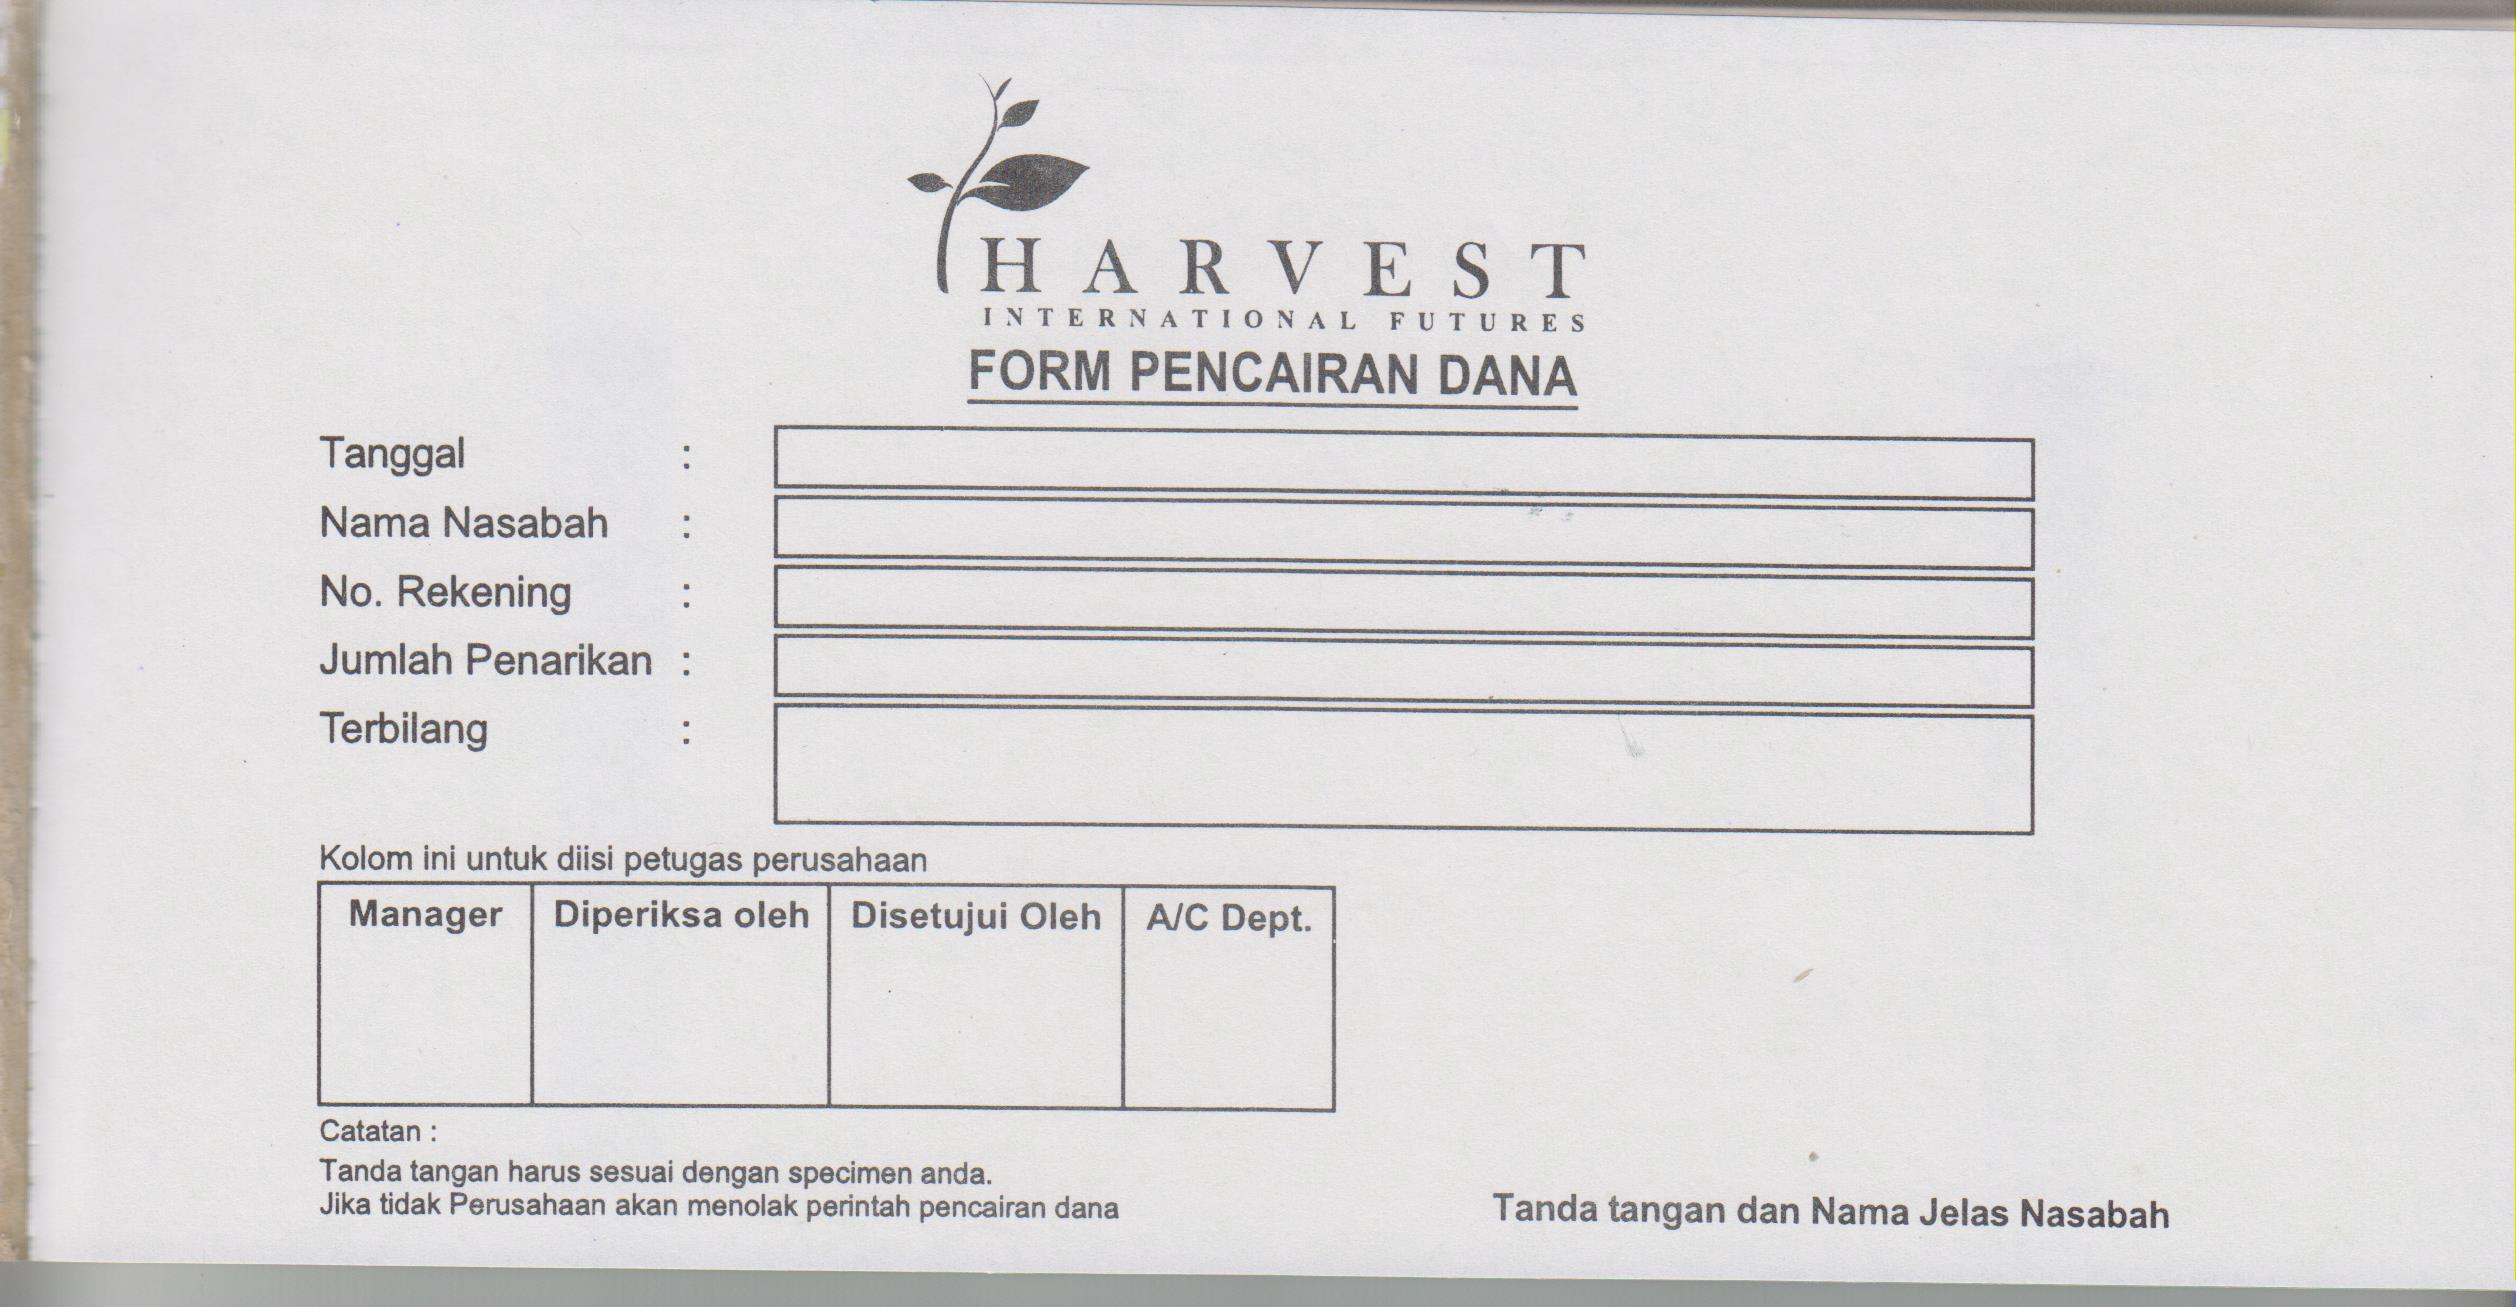 HARVEST
INTERNATIONAL FUTURES
FORM PENCAIRAN DANA
Tanggal :
Nama Nasabah :
No. Rekening :
Jumlah Penarikan :
Terbilang :
Kolom ini untuk diisi petugas perusahaan
Manager Diperiksa oleh Disetujui Oleh A/C Dept.
Catatan :
Tanda tangan harus sesuai dengan specimen anda.
Jika tidak Perusahaan akan menolak perintah pencairan dana
Tanda tangan dan Nama Jelas Nasabah